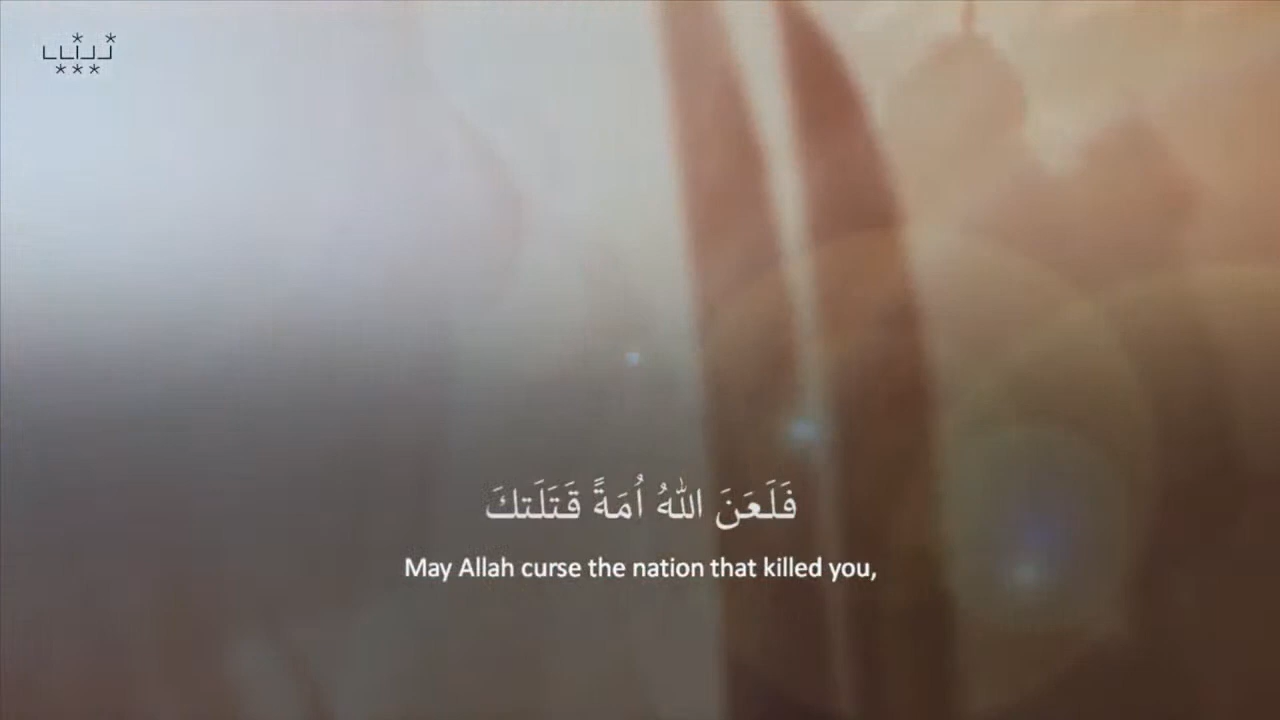 فَلَعَنَ اللهُ اُمَةً قَتَلَتكَ
May Allah curse the nation that killed you,